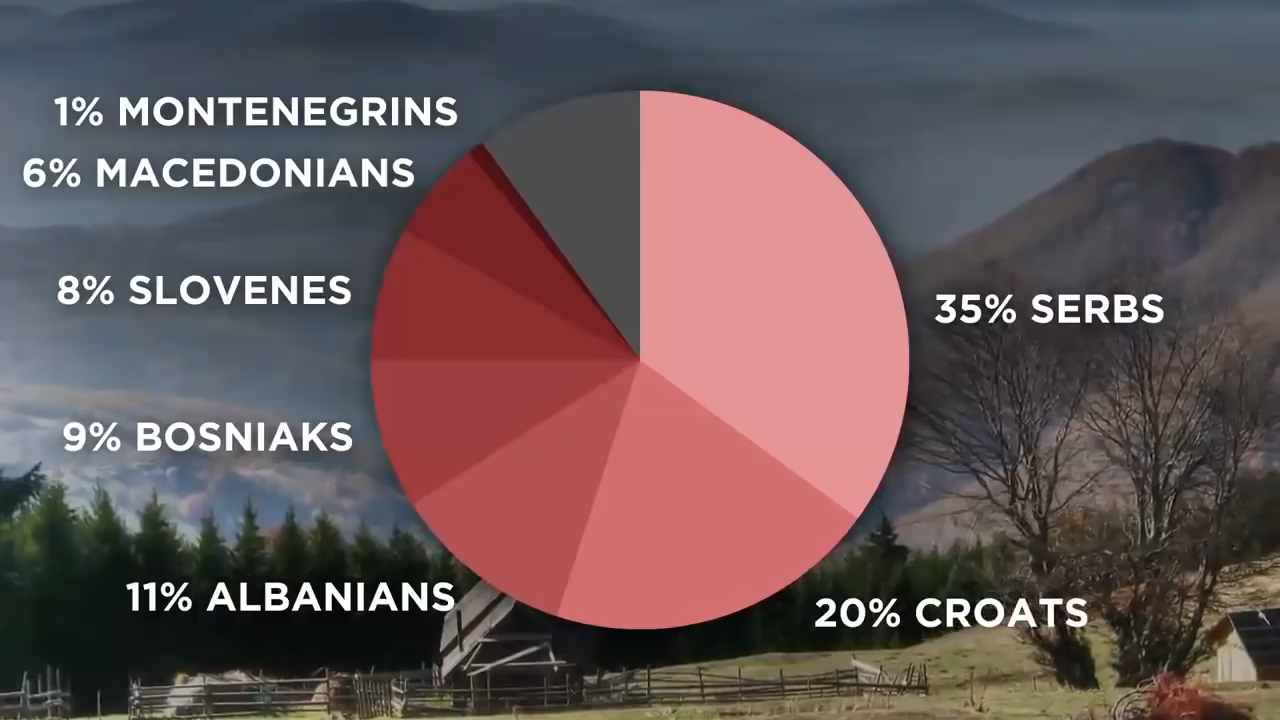 1% MONTENEGRINS
6% MACEDONIANS
8% SLOVENES
35% SERBS
9% BOSNIAKS
11% ALBANIANS
20% CROATS